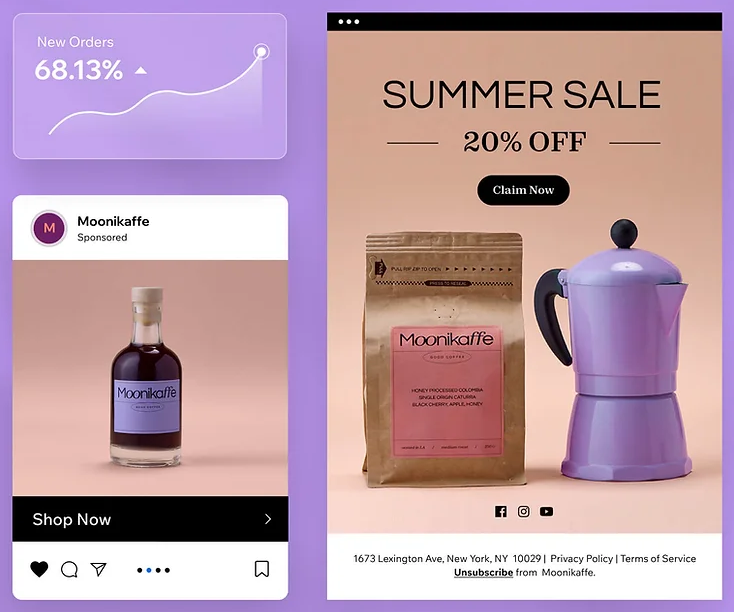 New Orders
68.13%
M
Moonikaffe
Sponsored
Moonikaffe
Shop Now
SUMMER SALE
20% OFF
Claim Now
PULL RIP ZIP TO OPEN
PRESS TO RESEAL
Moonikaffe
GOOD COFFEE
HONEY PROCESSED COLOMBIA
SINGLE ORIGIN CATURRA
BLACK CHERRY, APPLE, HONEY
1673 Lexington Ave, New York, NY 10029 | Privacy Policy | Terms of Service
Unsubscribe from Moonikaffe.